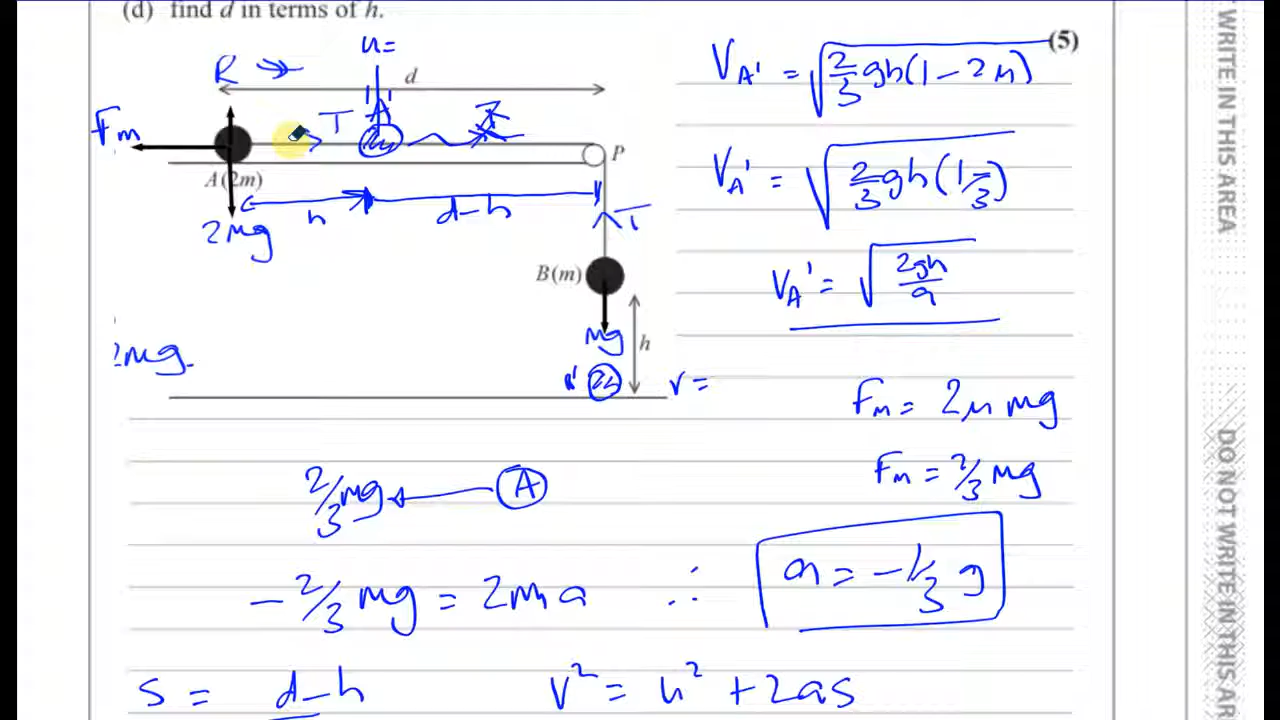 (d) find d in terms of h.
(5)
u =
R
d
Fm
T
A'
P
A (2m)
2mg
h
d-h
T
B(m)
mg
h
2mg.
B'
v =
VA' = √(2/3 gh(1 - 2μ))
VA' = √(2/3 gh(1/3))
VA' = √(2gh/9)
Fm = 2μmg
Fm = 2/3 mg
2/3 mg ← A
-2/3 mg = 2ma ∴ a = -1/3 g
s = d-h
v² = u² + 2as
WRITE IN THIS AREA
DO NOT WRITE IN THIS AR